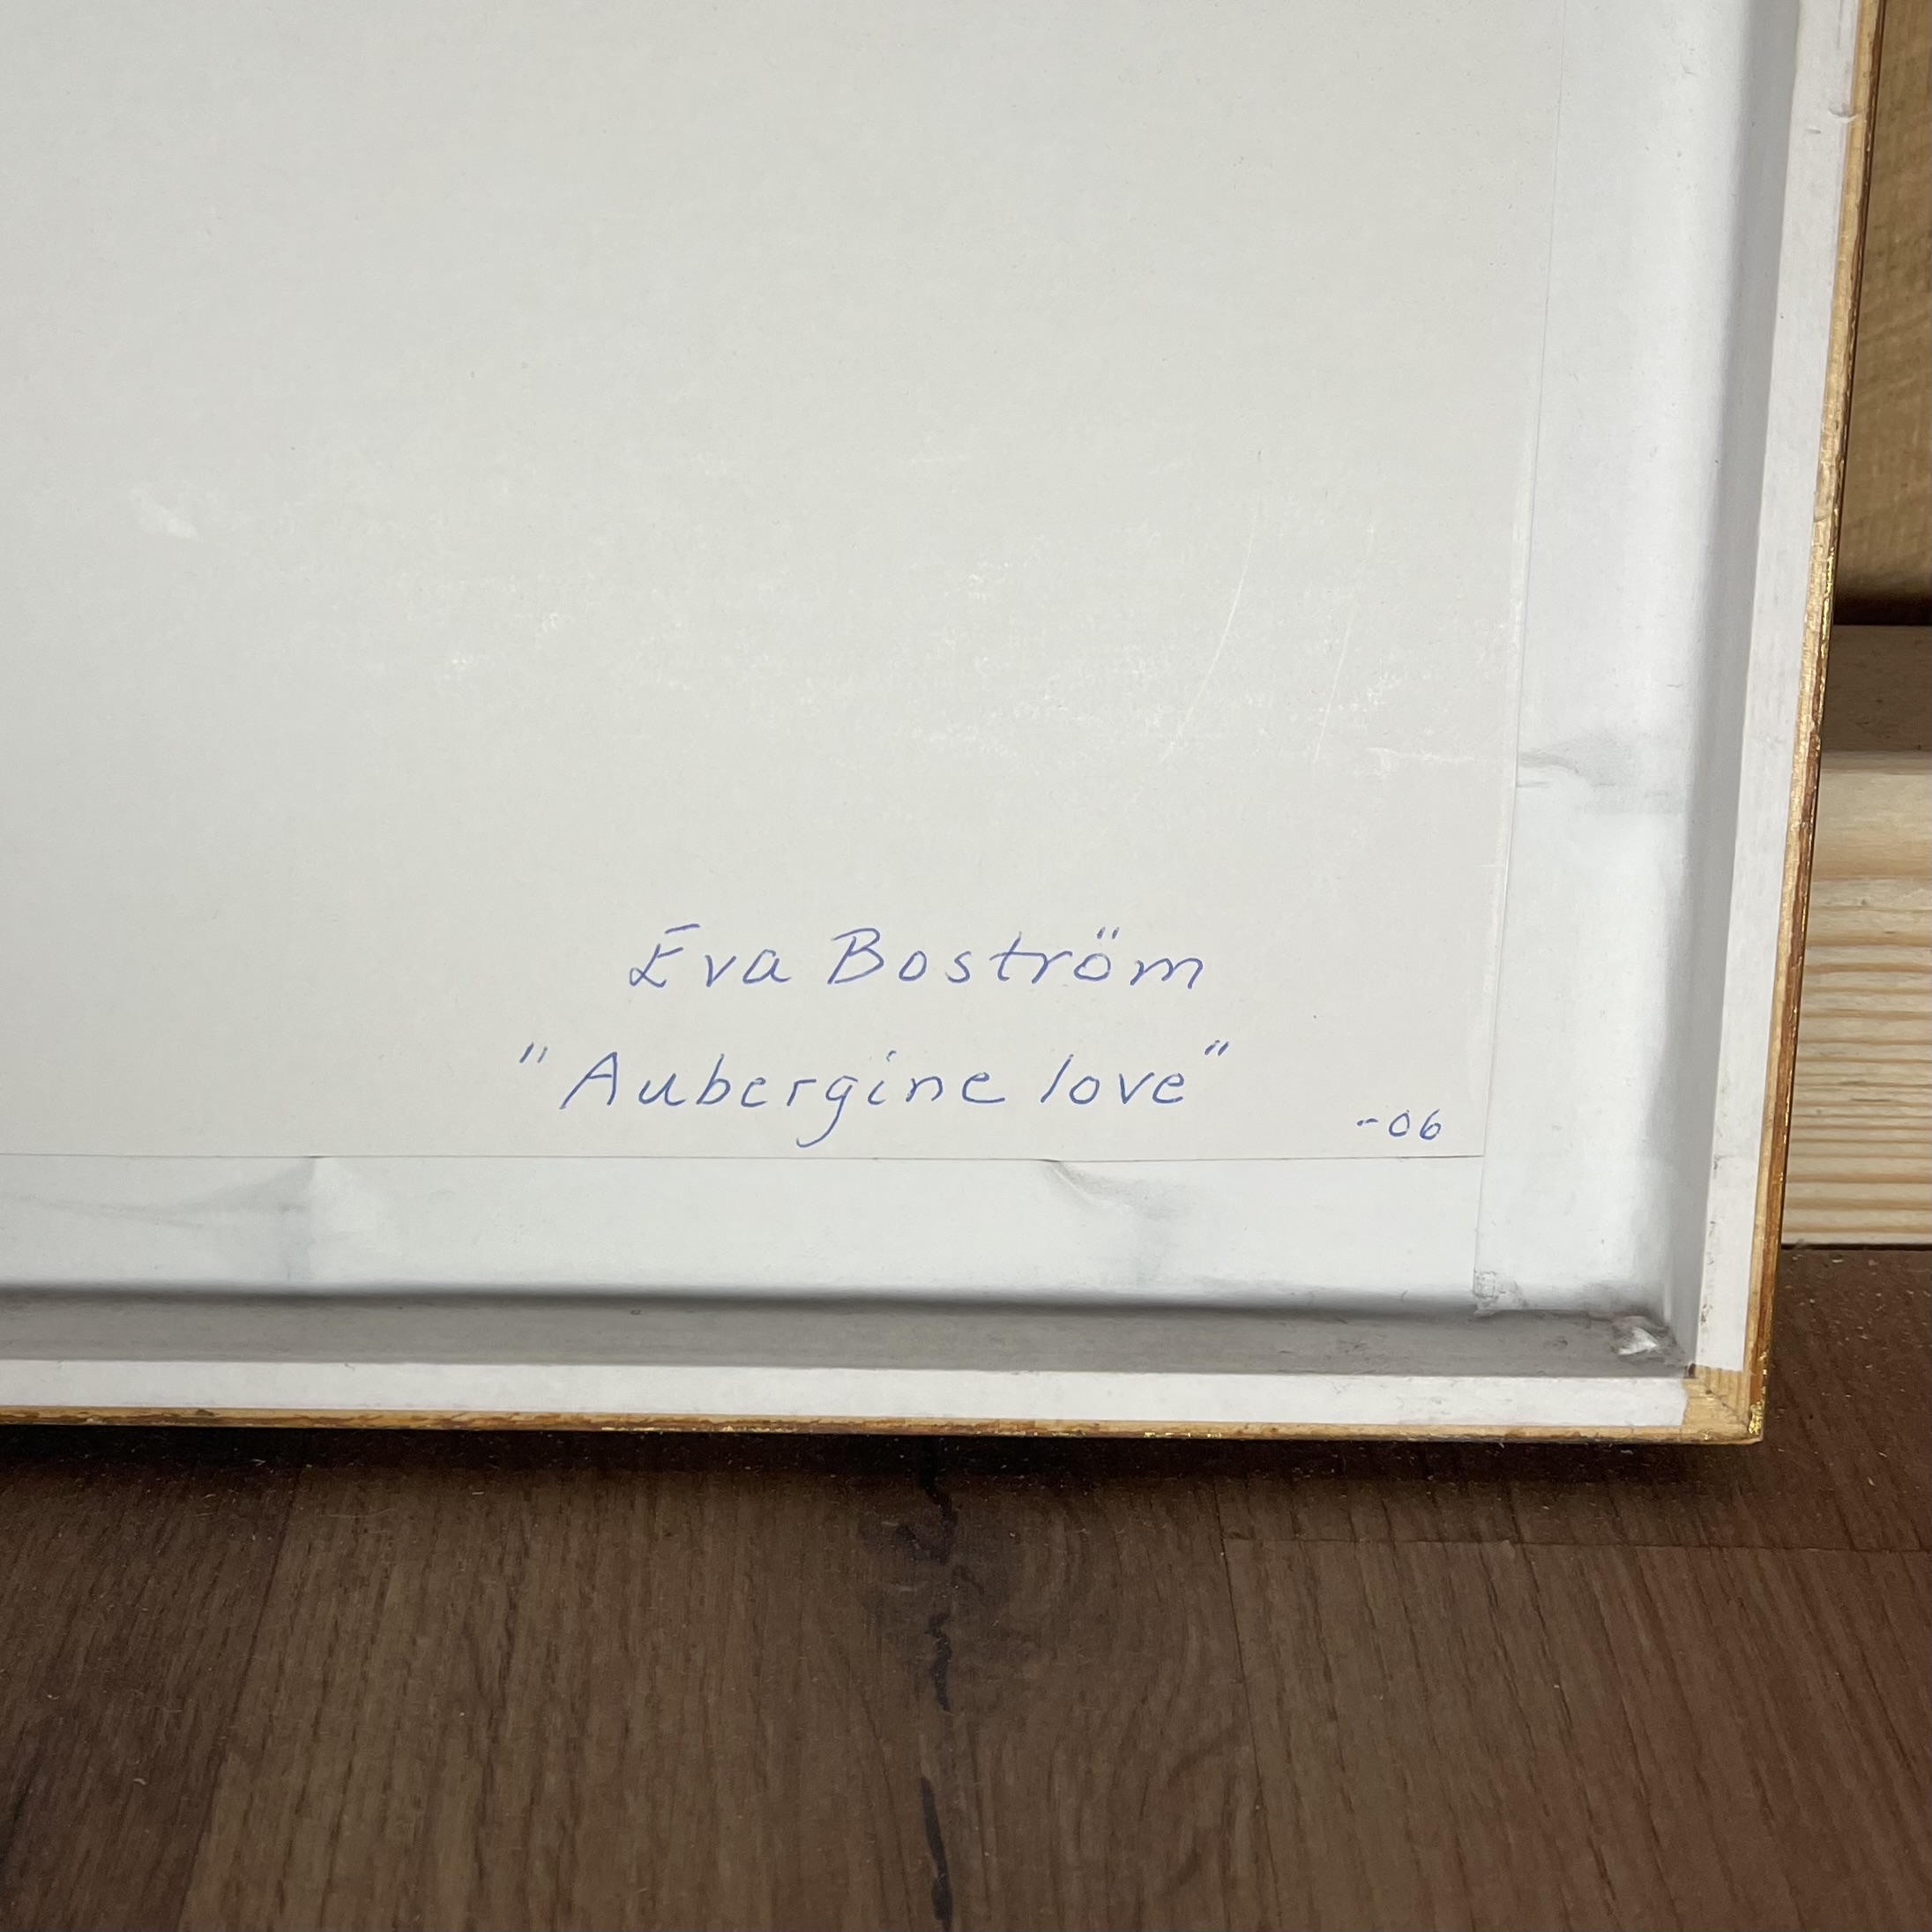 Eva Boström
"Aubergine love"
-06